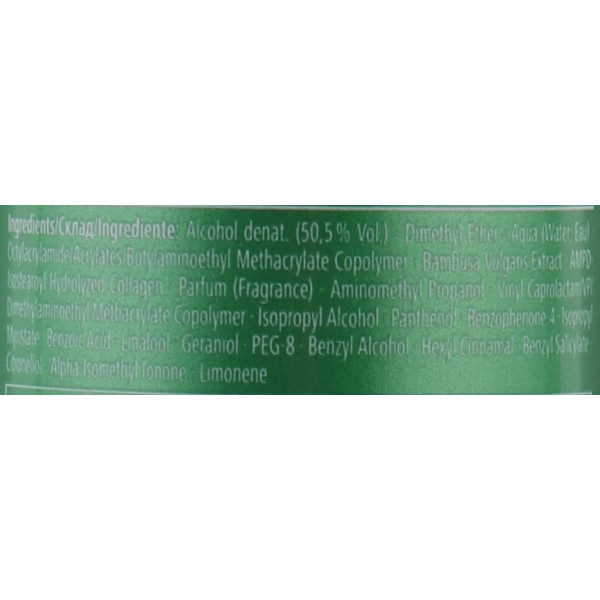 Ingredients/Склад/Ingrediente: Alcohol denat. (50,5 % Vol.) · Dimethyl Ether · Aqua (Water, Eau)
Octylacrylamide/Acrylates/Butylaminoethyl Methacrylate Copolymer · Bambusa Vulgaris Extract · AMPD-
Isostearoyl Hydrolyzed Collagen · Parfum (Fragrance) · Aminomethyl Propanol · Vinyl Caprolactam/VP/
Dimethylaminoethyl Methacrylate Copolymer · Isopropyl Alcohol · Panthenol · Benzophenone-4 · Isopropyl
Myristate · Benzoic Acid · Linalool · Geraniol · PEG-8 · Benzyl Alcohol · Hexyl Cinnamal · Benzyl Salicylate ·
Citronellol · Alpha Isomethyl Ionone · Limonene